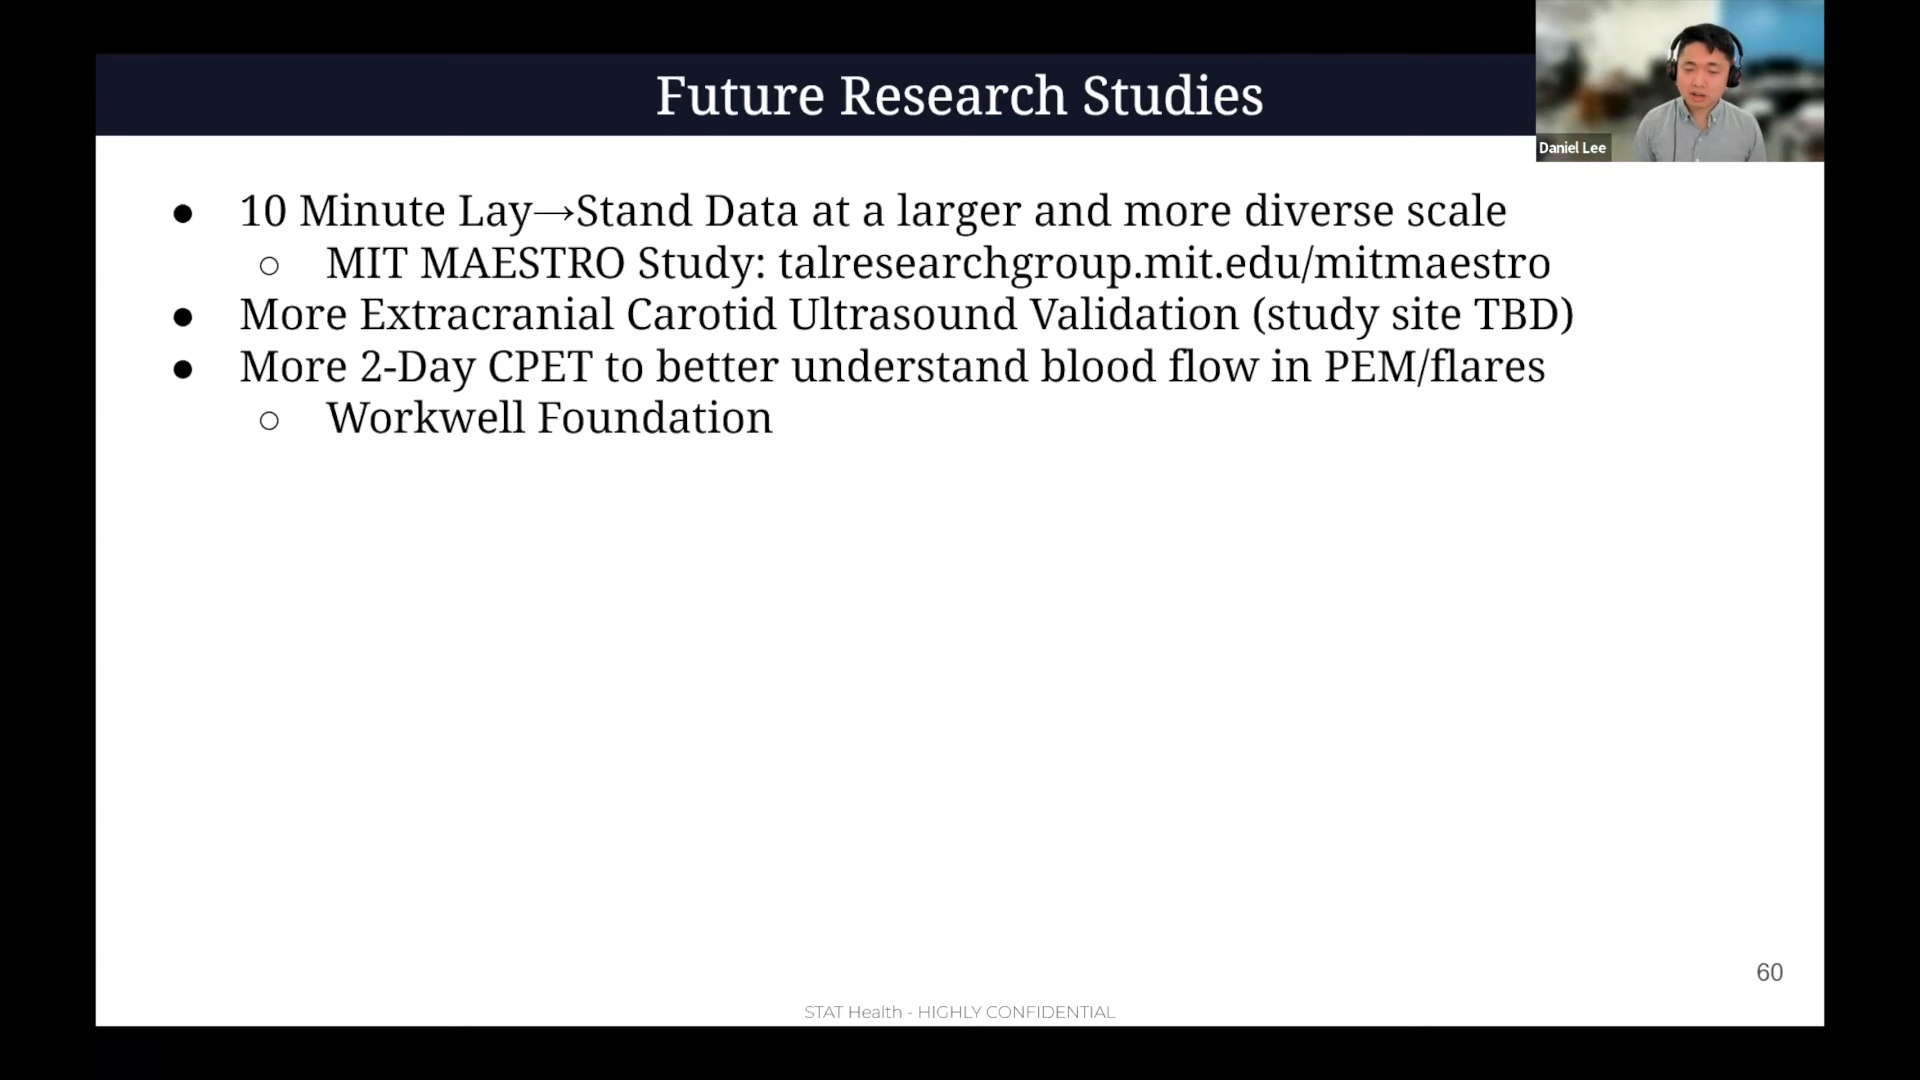 Future Research Studies
Daniel Lee
● 10 Minute Lay→Stand Data at a larger and more diverse scale
○ MIT MAESTRO Study: talresearchgroup.mit.edu/mitmaestro
● More Extracranial Carotid Ultrasound Validation (study site TBD)
● More 2-Day CPET to better understand blood flow in PEM/flares
○ Workwell Foundation
60
STAT Health - HIGHLY CONFIDENTIAL